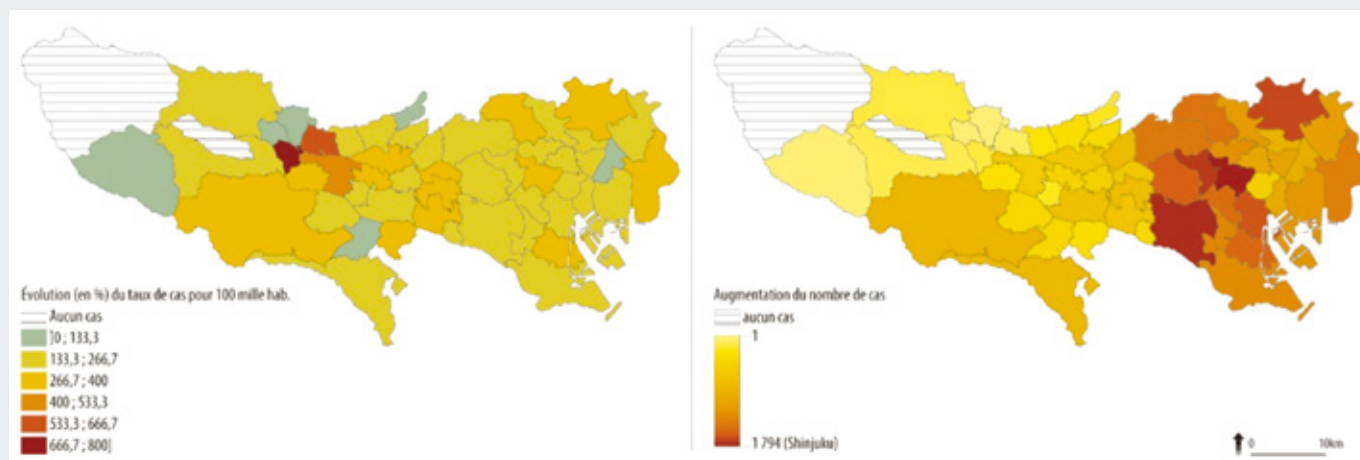 Évolution (en %) du taux de cas pour 100 mille hab.
Aucun cas
]0 ; 133,3
133,3 ; 266,7
266,7 ; 400
400 ; 533,3
533,3 ; 666,7
666,7 ; 800]
Augmentation du nombre de cas
aucun cas
1
1 794 (Shinjuku)
0 10km